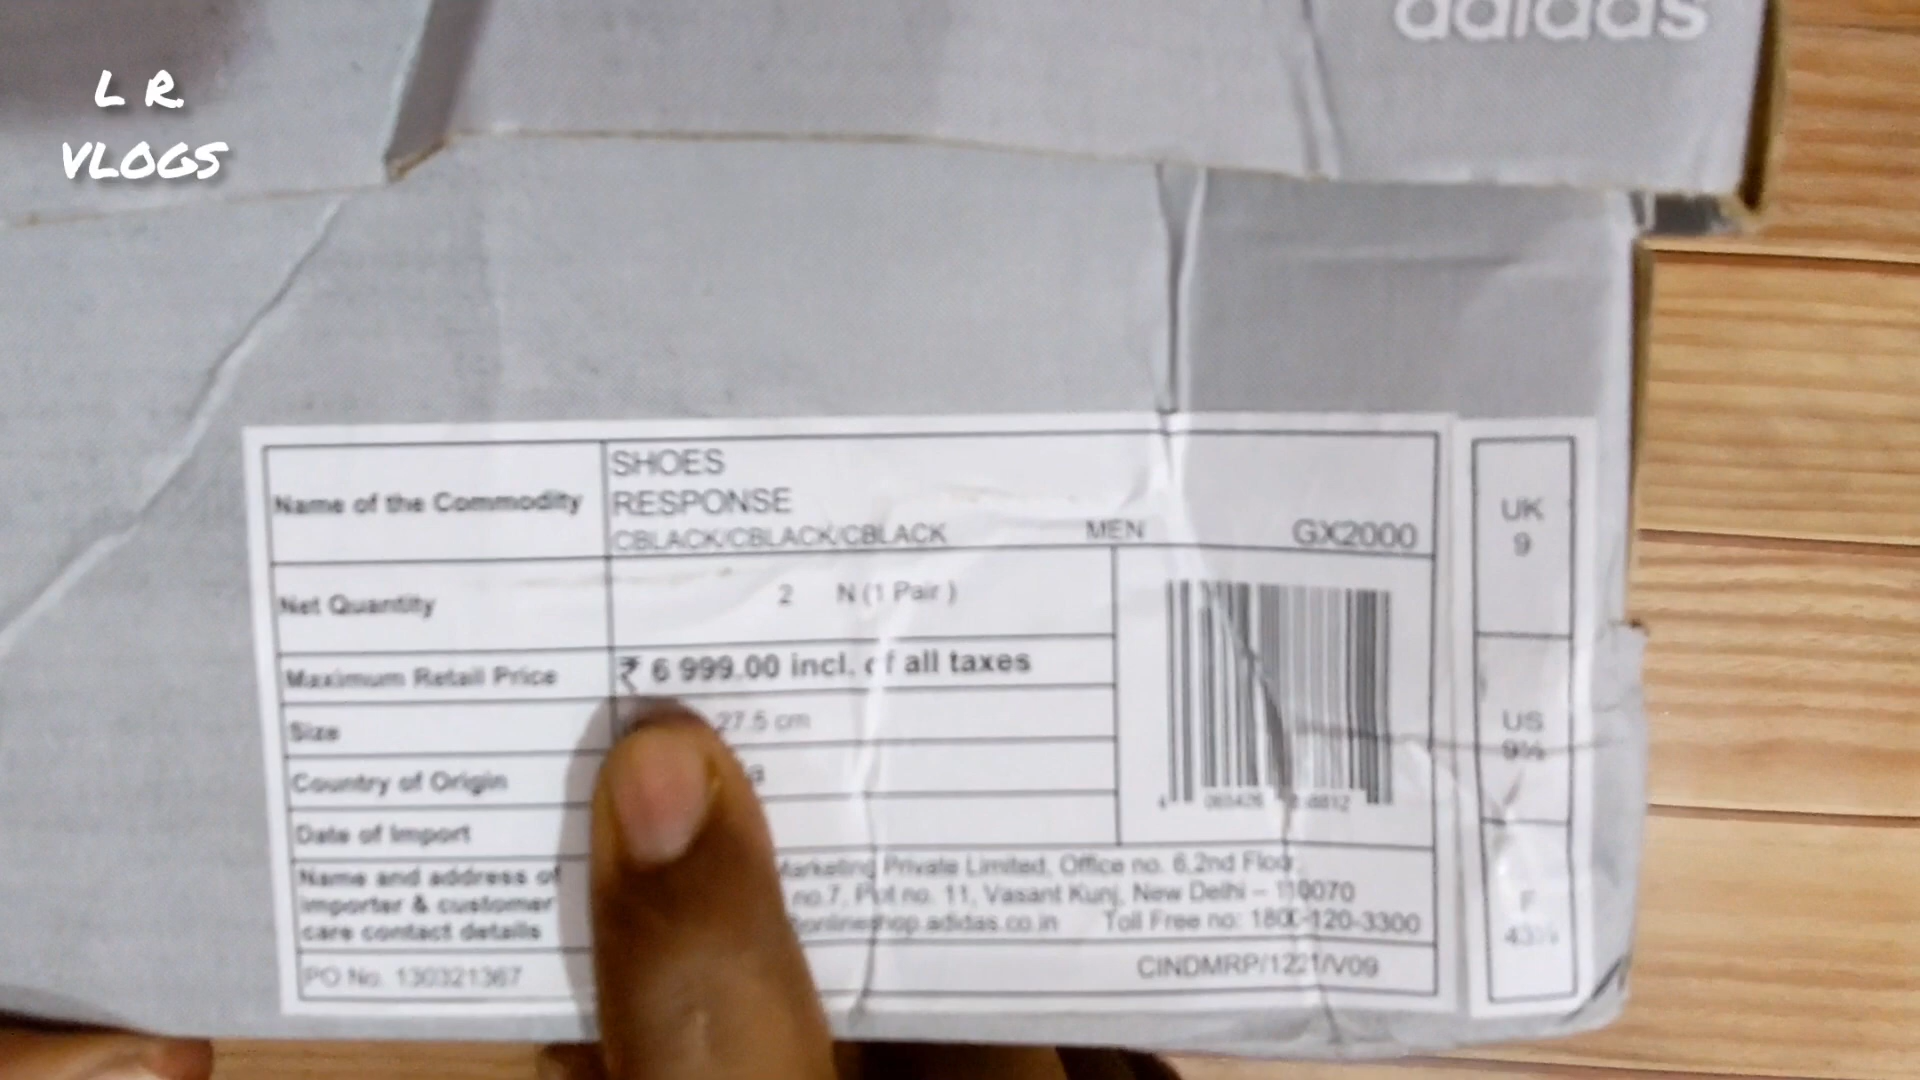 adidas
L R.
VLOGS
Name of the Commodity
SHOES
RESPONSE
CBLACK/CBLACK/CBLACK MEN GX2000
Net Quantity 2 N (1 Pair )
Maximum Retail Price ₹ 6 999.00 incl. of all taxes
Size 27.5 cm
Country of Origin
Date of Import
Name and address of
importer & customer
care contact details
Marketing Private Limited, Office no. 6,2nd Floor,
no.7, Plot no. 11, Vasant Kunj, New Delhi – 110070
onlineshop.adidas.co.in Toll Free no: 1800-120-3300
PO No. 130321367 CINDMRP/1221/V09
UK
9
US
9½
F